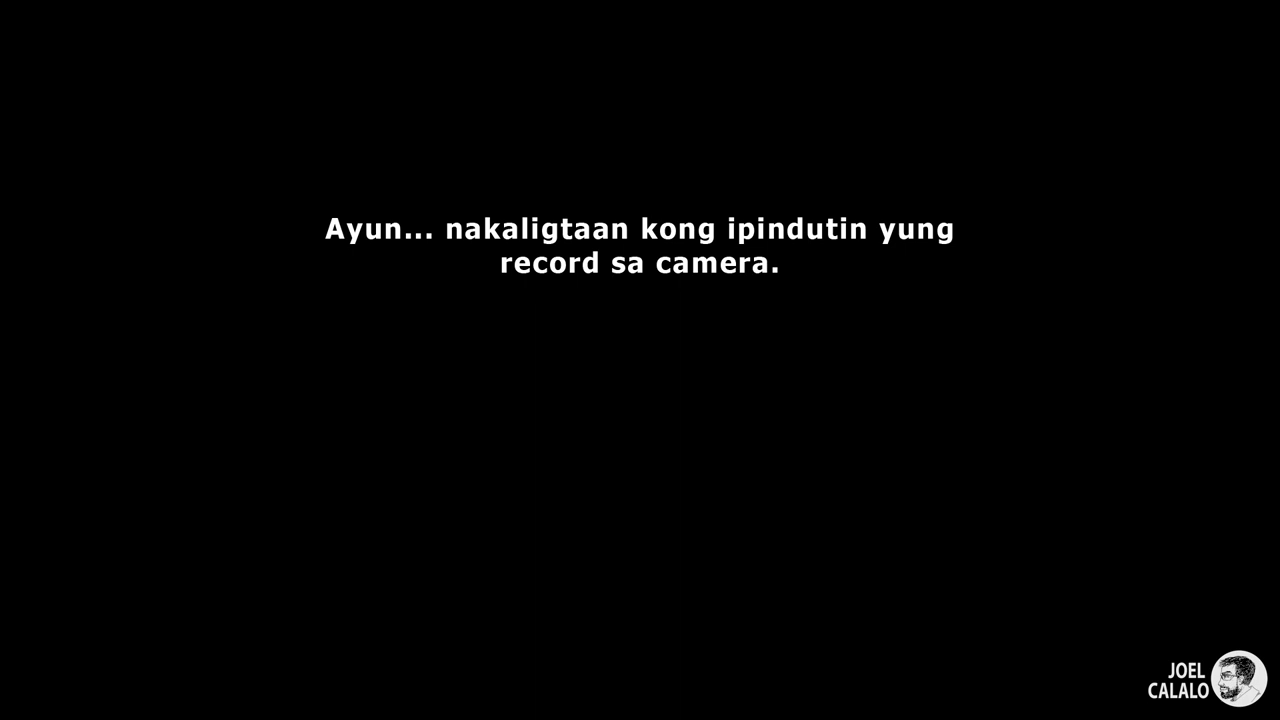 Ayun... nakaligtaan kong ipindutin yung
record sa camera.
JOEL
CALALO